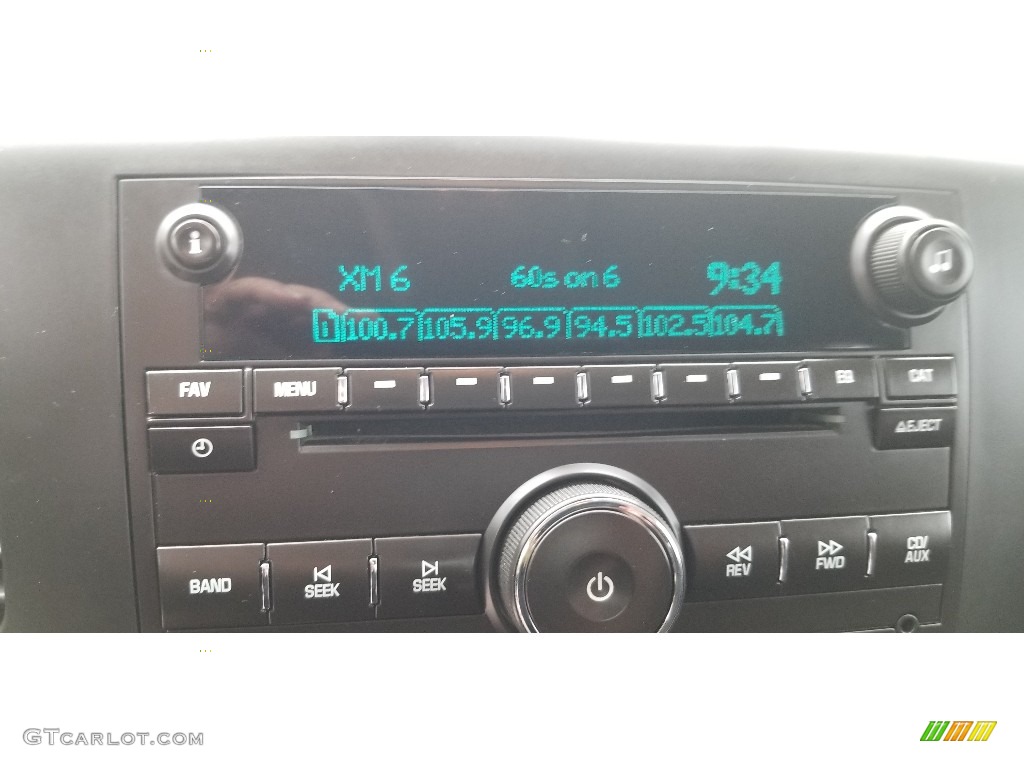 XM 6 60s on 6 9:34
100.7 105.9 96.9 94.5 102.5 104.7
FAV MENU EQ CAT
EJECT
BAND SEEK SEEK REV FWD CD/
AUX
GTCARLOT.COM